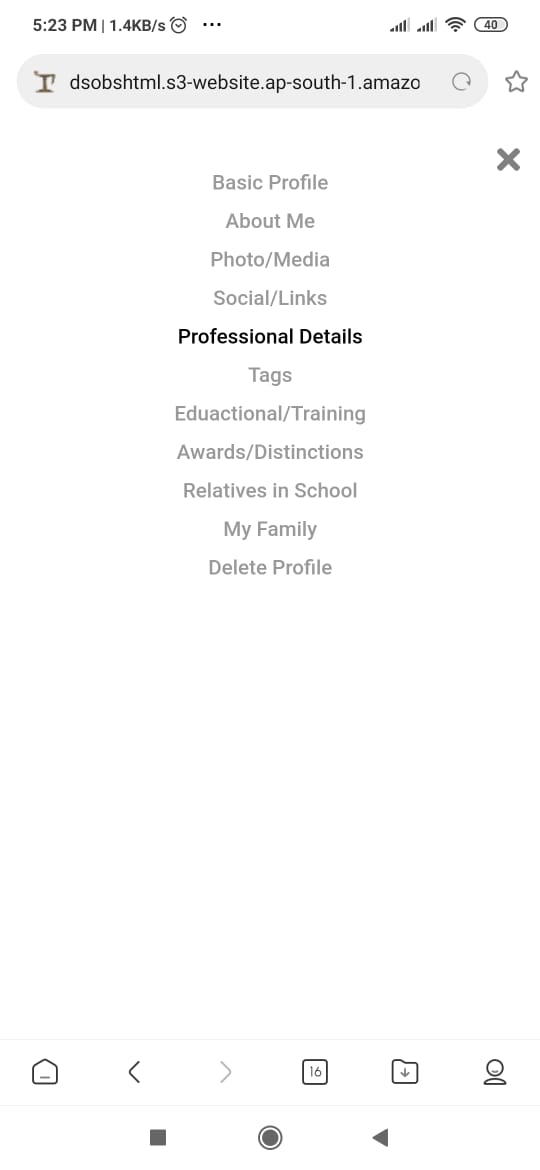 5:23 PM | 1.4KB/s ...
40
dsobshtml.s3-website.ap-south-1.amazo
Basic Profile
About Me
Photo/Media
Social/Links
Professional Details
Tags
Eduactional/Training
Awards/Distinctions
Relatives in School
My Family
Delete Profile
16